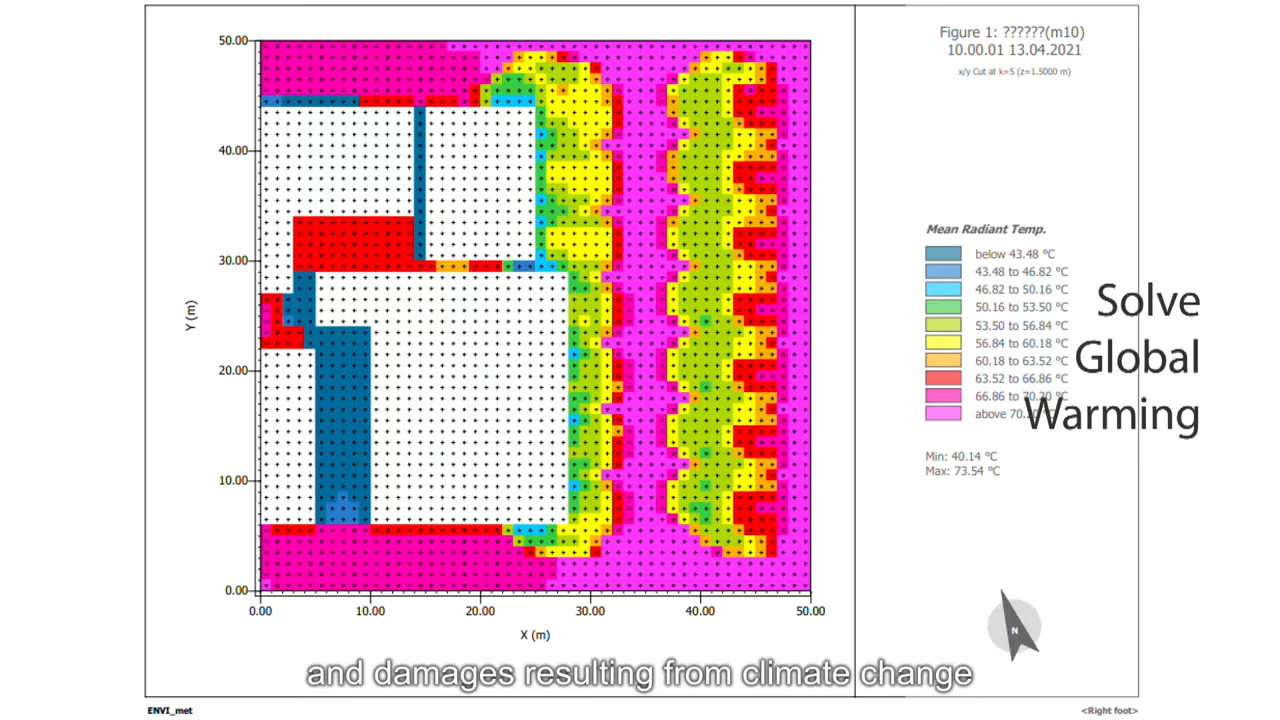 Figure 1: ??????(m10)
10.00.01 13.04.2021
x/y Cut at k=5 (z=1.5000 m)
50.00
40.00
30.00
20.00
10.00
0.00
Y (m)
0.00 10.00 20.00 30.00 40.00 50.00
X (m)
Mean Radiant Temp.
below 43.48 °C
43.48 to 46.82 °C
46.82 to 50.16 °C
50.16 to 53.50 °C
53.50 to 56.84 °C
56.84 to 60.18 °C
60.18 to 63.52 °C
63.52 to 66.86 °C
66.86 to 70.20 °C
above 70.20 °C
Min: 40.14 °C
Max: 73.54 °C
Solve
Global
Warming
N
and damages resulting from climate change
ENVI_met
<Right foot>